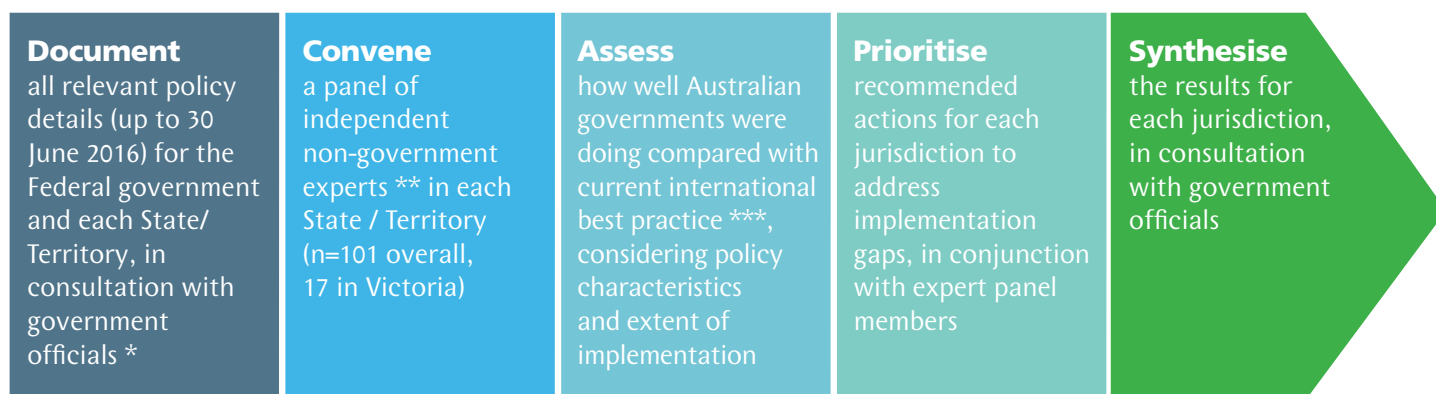 Document
all relevant policy
details (up to 30
June 2016) for the
Federal government
and each State/
Territory, in
consultation with
government
officials *
Convene
a panel of
independent
non-government
experts ** in each
State / Territory
(n=101 overall,
17 in Victoria)
Assess
how well Australian
governments were
doing compared with
current international
best practice ***,
considering policy
characteristics
and extent of
implementation
Prioritise
recommended
actions for each
jurisdiction to
address
implementation
gaps, in conjunction
with expert panel
members
Synthesise
the results for
each jurisdiction,
in consultation
with government
officials